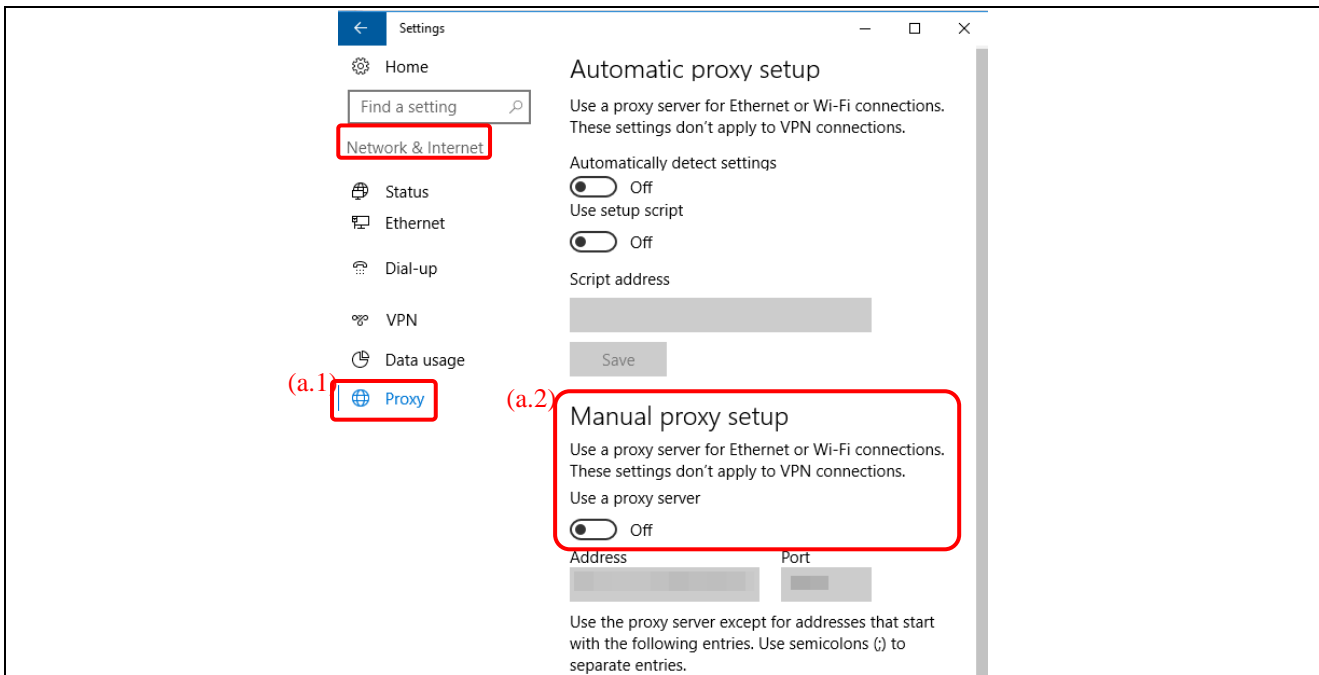 Settings
Home
Find a setting
Network & Internet
Status
Ethernet
Dial-up
VPN
Data usage
(a.1)
Proxy
Automatic proxy setup
Use a proxy server for Ethernet or Wi-Fi connections.
These settings don't apply to VPN connections.
Automatically detect settings
Off
Use setup script
Off
Script address
Save
(a.2)
Manual proxy setup
Use a proxy server for Ethernet or Wi-Fi connections.
These settings don't apply to VPN connections.
Use a proxy server
Off
Address Port
Use the proxy server except for addresses that start
with the following entries. Use semicolons (;) to
separate entries.